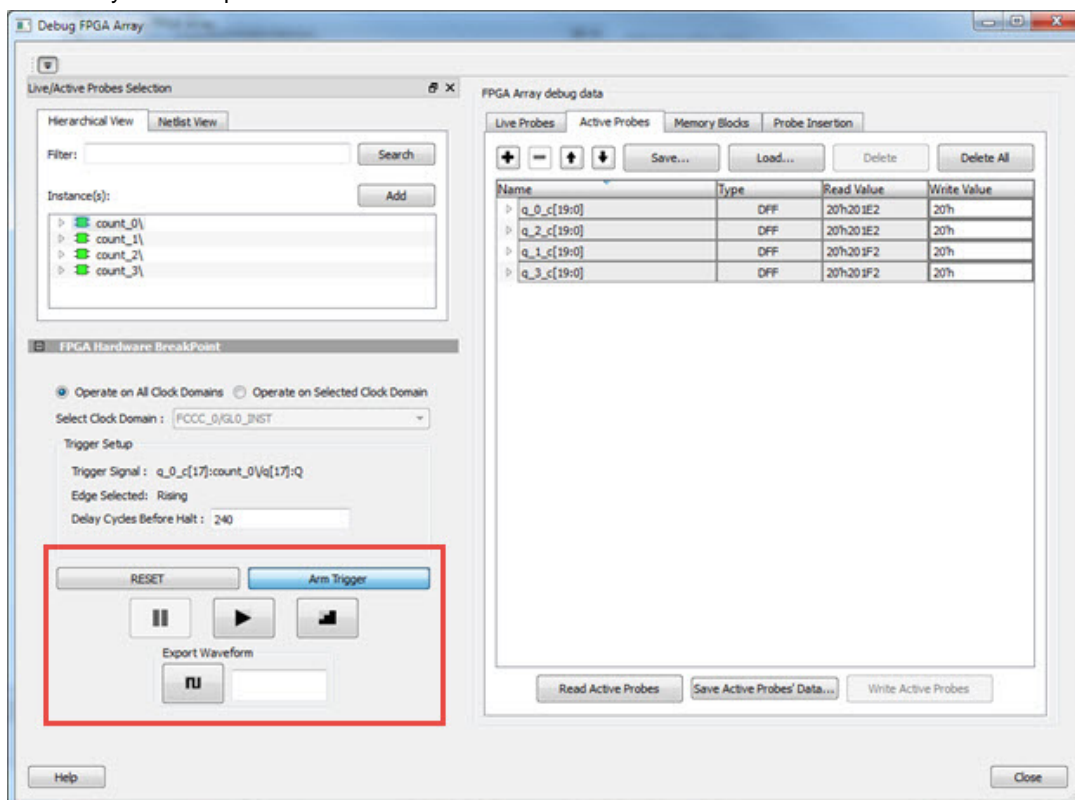 Debug FPGA Array
Live/Active Probes Selection
Hierarchical View Netlist View
Filter: Search
Instance(s): Add
count_0\
count_1\
count_2\
count_3\
FPGA Hardware BreakPoint
Operate on All Clock Domains Operate on Selected Clock Domain
Select Clock Domain : FCCC_0/GL0_INST
Trigger Setup
Trigger Signal : q_0_c[17]:count_0\/q[17]:Q
Edge Selected: Rising
Delay Cycles Before Halt : 240
RESET Arm Trigger
Export Waveform
FPGA Array debug data
Live Probes Active Probes Memory Blocks Probe Insertion
Save... Load... Delete Delete All
Name Type Read Value Write Value
q_0_c[19:0] DFF 20'h201E2 20'h
q_2_c[19:0] DFF 20'h201E2 20'h
q_1_c[19:0] DFF 20'h201F2 20'h
q_3_c[19:0] DFF 20'h201F2 20'h
Read Active Probes Save Active Probes' Data... Write Active Probes
Help Close